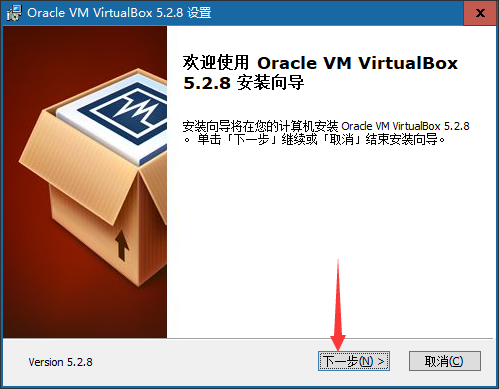 Oracle VM VirtualBox 5.2.8 设置
x
欢迎使用 Oracle VM VirtualBox
5.2.8 安装向导
安装向导将在您的计算机安装 Oracle VM VirtualBox 5.2.8
。 单击「下一步」继续或「取消」结束安装向导。
Version 5.2.8
下一步(N) >
取消(C)